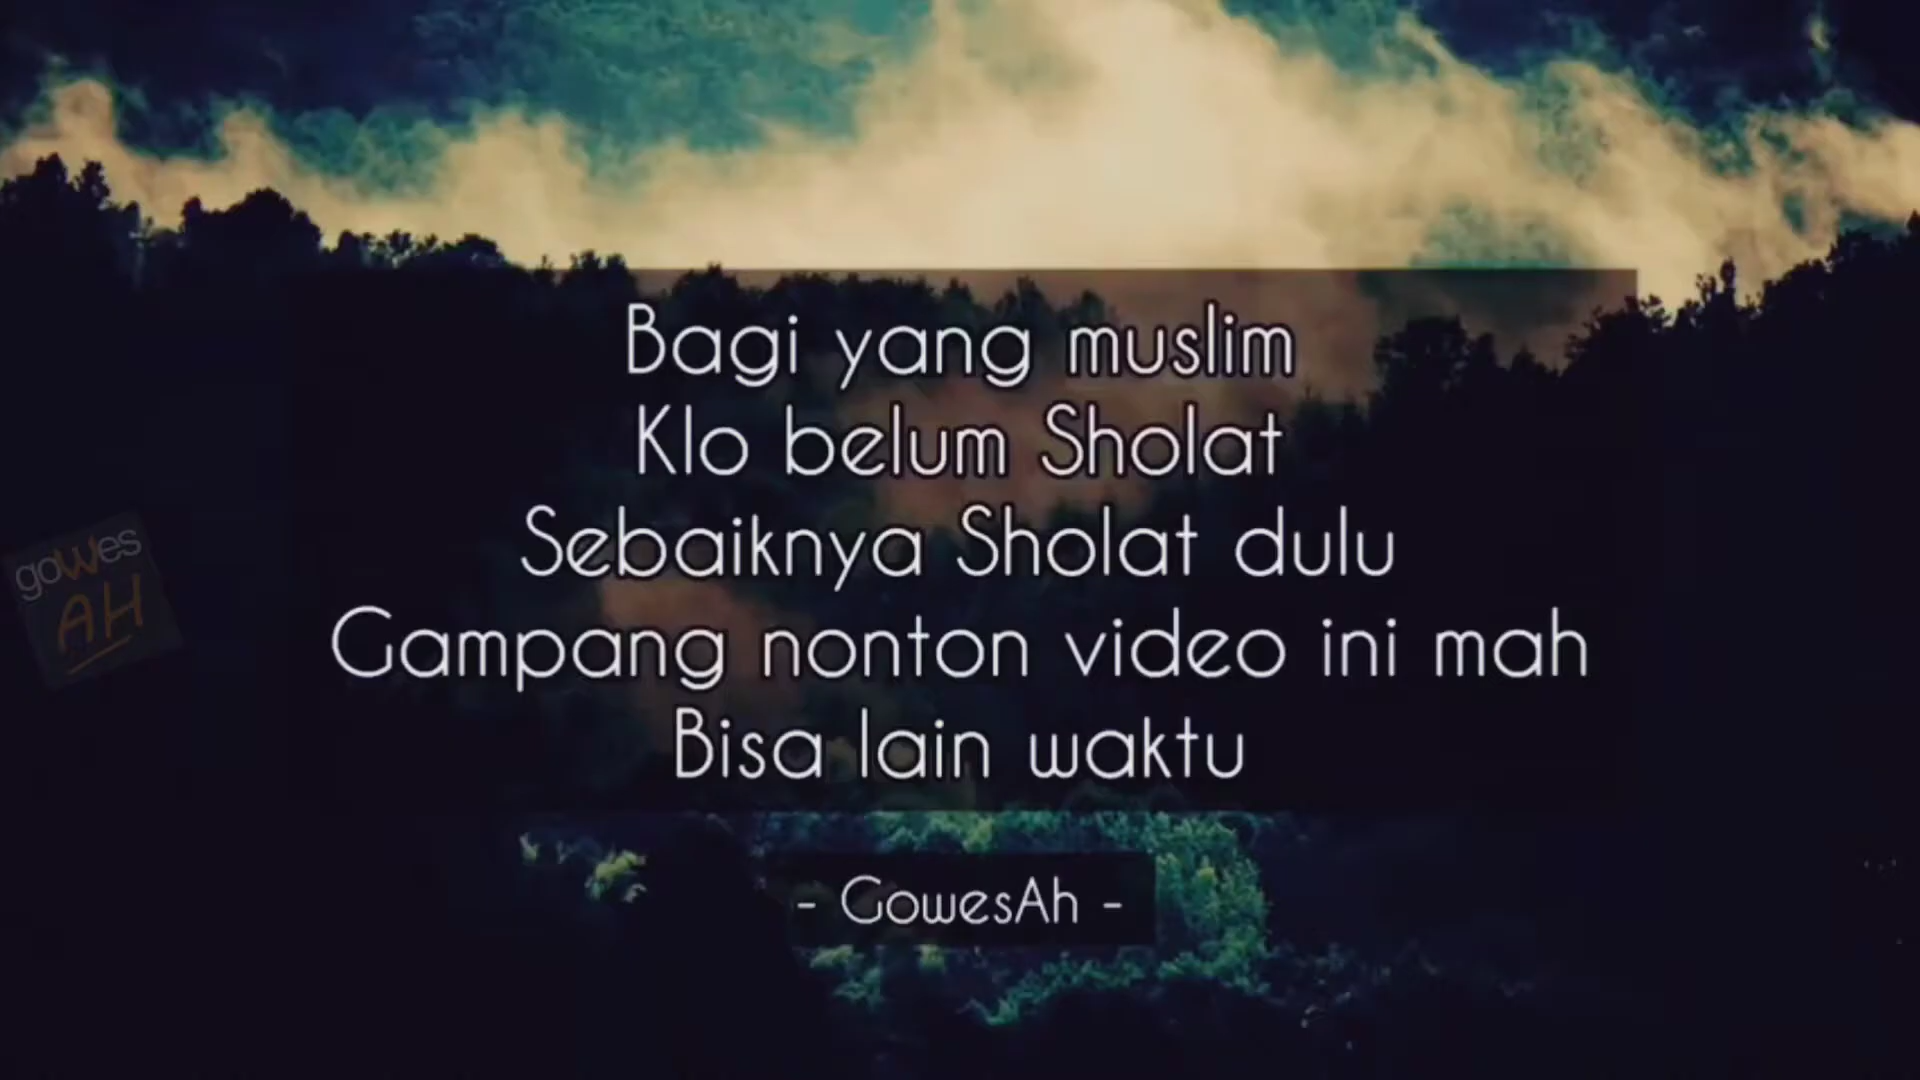 Bagi yang muslim
Klo belum Sholat
Sebaiknya Sholat dulu
Gampang nonton video ini mah
Bisa lain waktu
- GowesAh -
gowes
AH